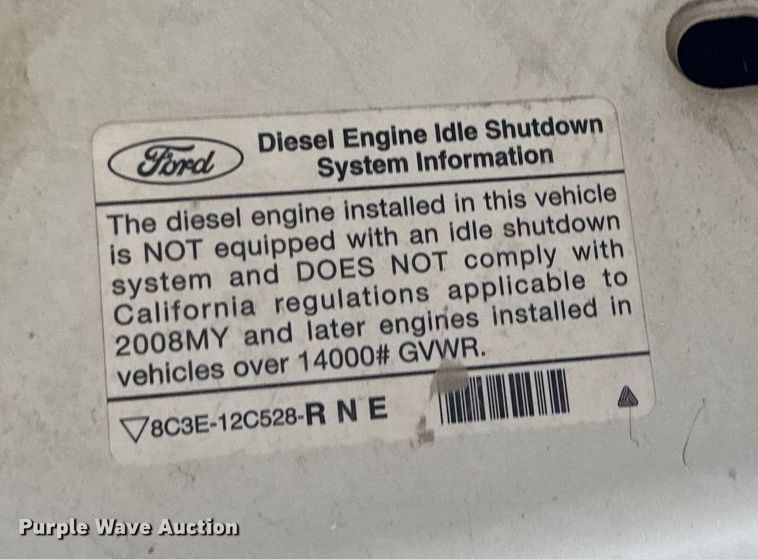 Ford
Diesel Engine Idle Shutdown
System Information
The diesel engine installed in this vehicle
is NOT equipped with an idle shutdown
system and DOES NOT comply with
California regulations applicable to
2008MY and later engines installed in
vehicles over 14000# GVWR.
8C3E-12C528-R N E
Purple Wave Auction